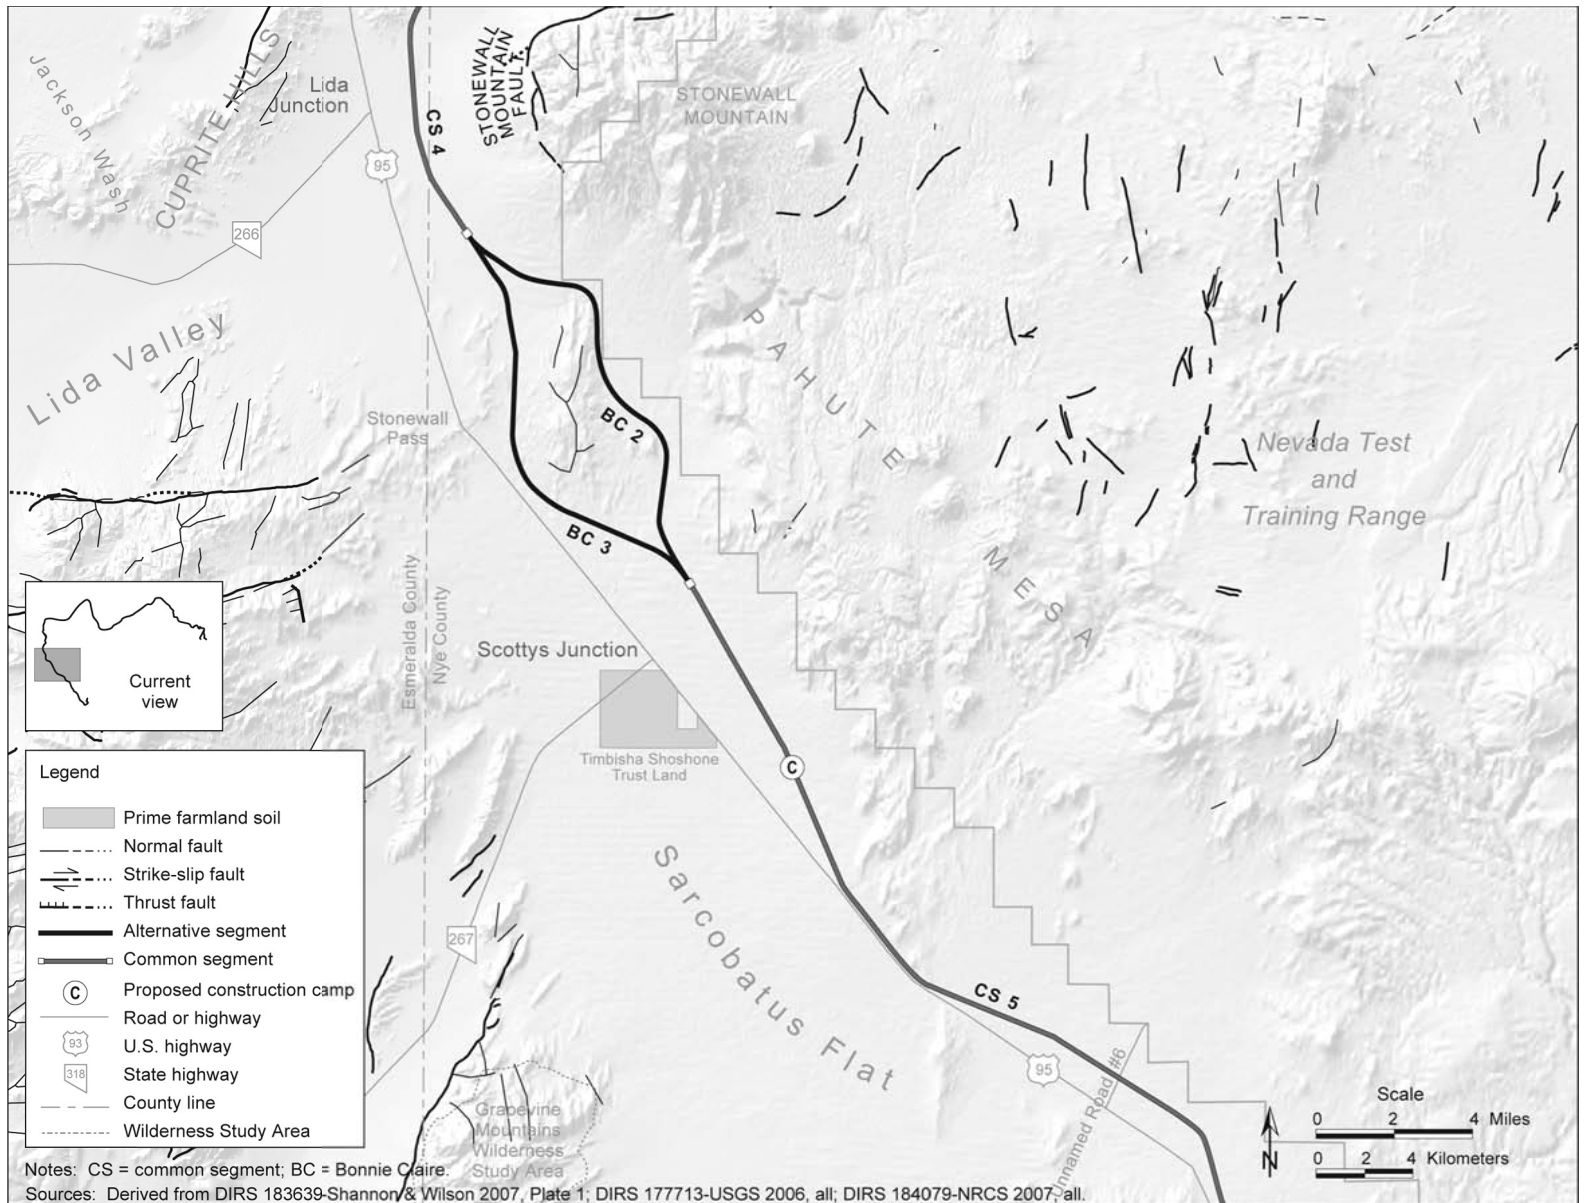 Jackson Wash
CUPRITE HILLS
Lida
Junction
95
266
CS 4
STONEWALL
MOUNTAIN
FAULT
STONEWALL
MOUNTAIN
Lida Valley
Stonewall
Pass
PAHUTE MESA
BC 2
BC 3
Nevada Test
and
Training Range
Esmeralda County
Nye County
Scottys Junction
Timbisha Shoshone
Trust Land
C
Sarcobatus Flat
267
CS 5
95
Unnamed Road #6
Grapevine
Mountains
Wilderness
Study Area
Current
view
Legend
Prime farmland soil
Normal fault
Strike-slip fault
Thrust fault
Alternative segment
Common segment
C Proposed construction camp
Road or highway
93 U.S. highway
318 State highway
County line
Wilderness Study Area
Scale
0 2 4 Miles
0 2 4 Kilometers
N
Notes: CS = common segment; BC = Bonnie Claire.
Sources: Derived from DIRS 183639-Shannon & Wilson 2007, Plate 1; DIRS 177713-USGS 2006, all; DIRS 184079-NRCS 2007, all.